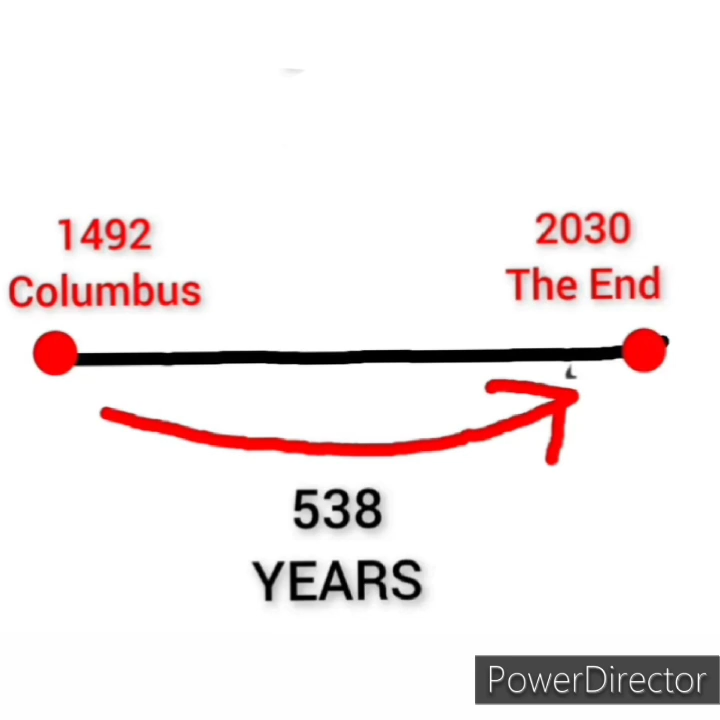 1492
Columbus
2030
The End
538
YEARS
PowerDirector